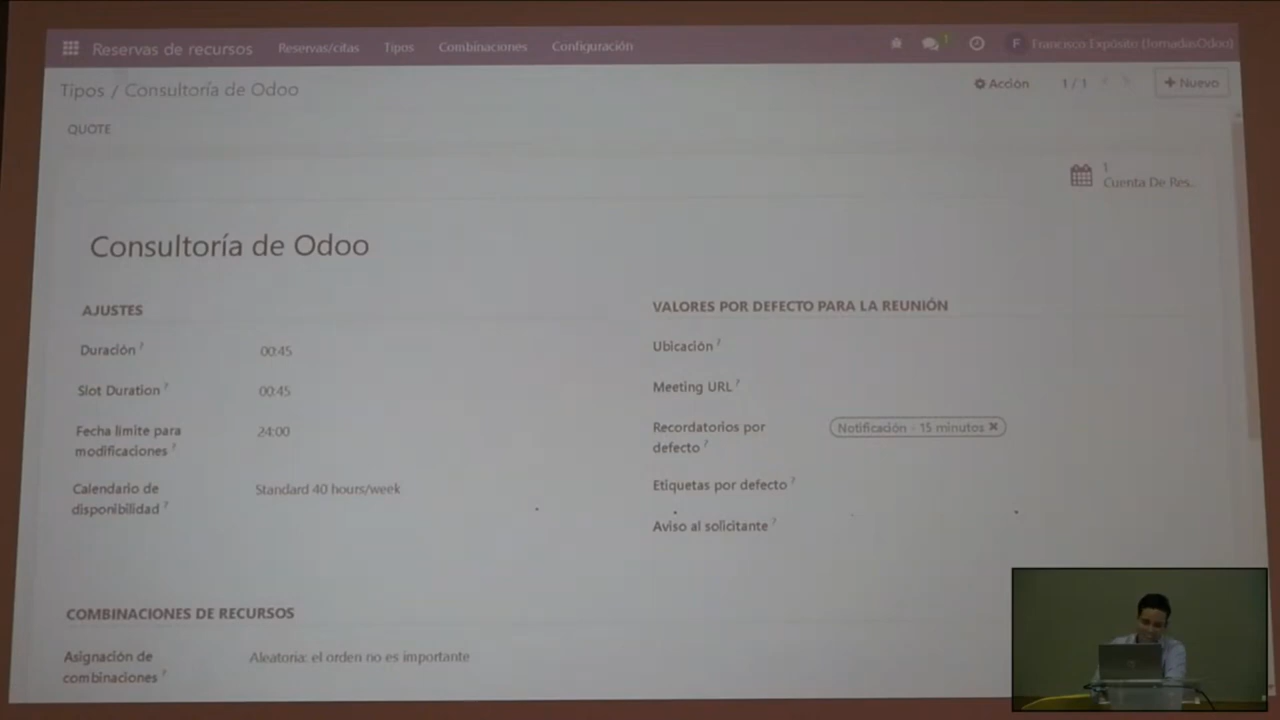 Reservas de recursos Reservas/citas Tipos Combinaciones Configuración 1 F Francisco Expósito (JornadasOdoo)
Tipos / Consultoría de Odoo Acción 1 / 1 Nuevo
QUOTE
1
Cuenta De Res..
Consultoría de Odoo
AJUSTES
Duración ? 00:45
Slot Duration ? 00:45
Fecha límite para 24:00
modificaciones ?
Calendario de Standard 40 hours/week
disponibilidad ?
VALORES POR DEFECTO PARA LA REUNIÓN
Ubicación ?
Meeting URL ?
Recordatorios por Notificación - 15 minutos
defecto ?
Etiquetas por defecto ?
Aviso al solicitante ?
COMBINACIONES DE RECURSOS
Asignación de Aleatoria: el orden no es importante
combinaciones ?